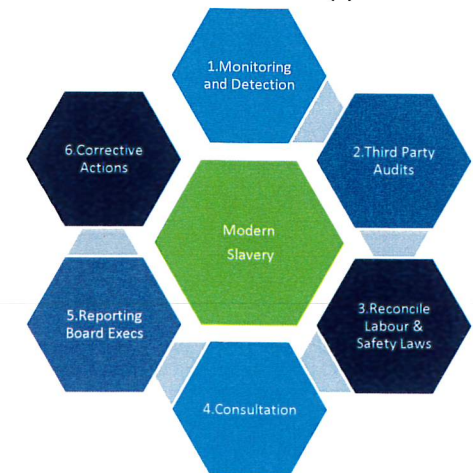 1.Monitoring
and Detection
2.Third Party
Audits
3.Reconcile
Labour &
Safety Laws
4.Consultation
5.Reporting
Board Execs
6.Corrective
Actions
Modern
Slavery